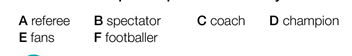 A referee B spectator C coach D champion
E fans F footballer